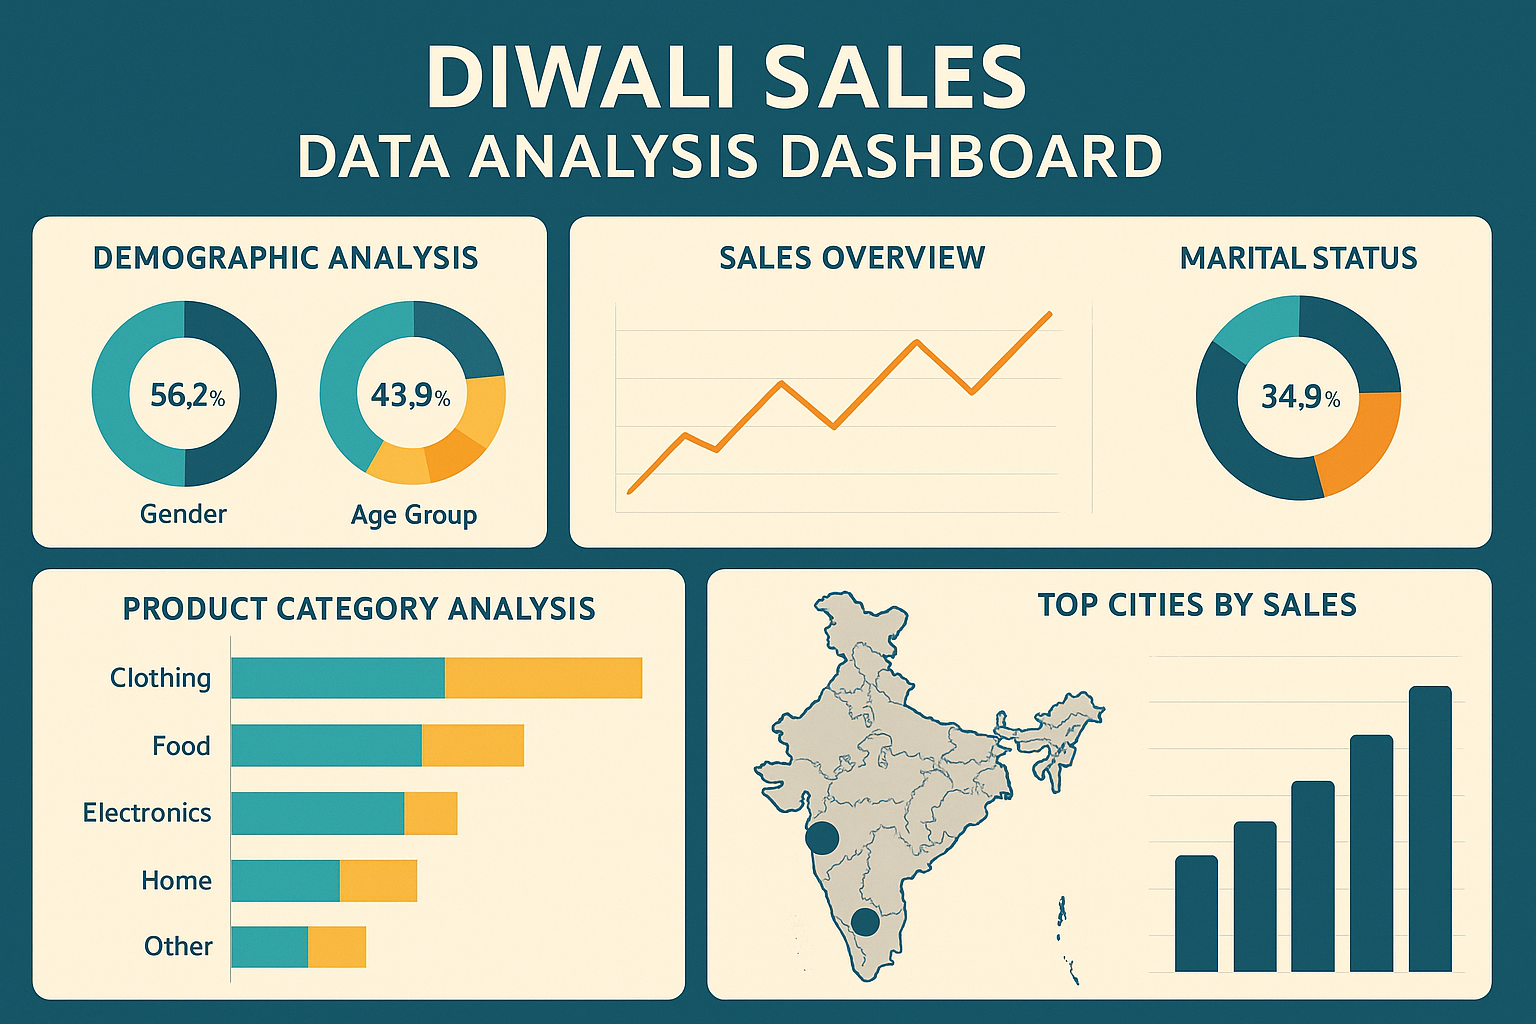 DIWALI SALES
DATA ANALYSIS DASHBOARD
DEMOGRAPHIC ANALYSIS
56,2%
Gender
43,9%
Age Group
SALES OVERVIEW
MARITAL STATUS
34,9%
PRODUCT CATEGORY ANALYSIS
Clothing
Food
Electronics
Home
Other
TOP CITIES BY SALES